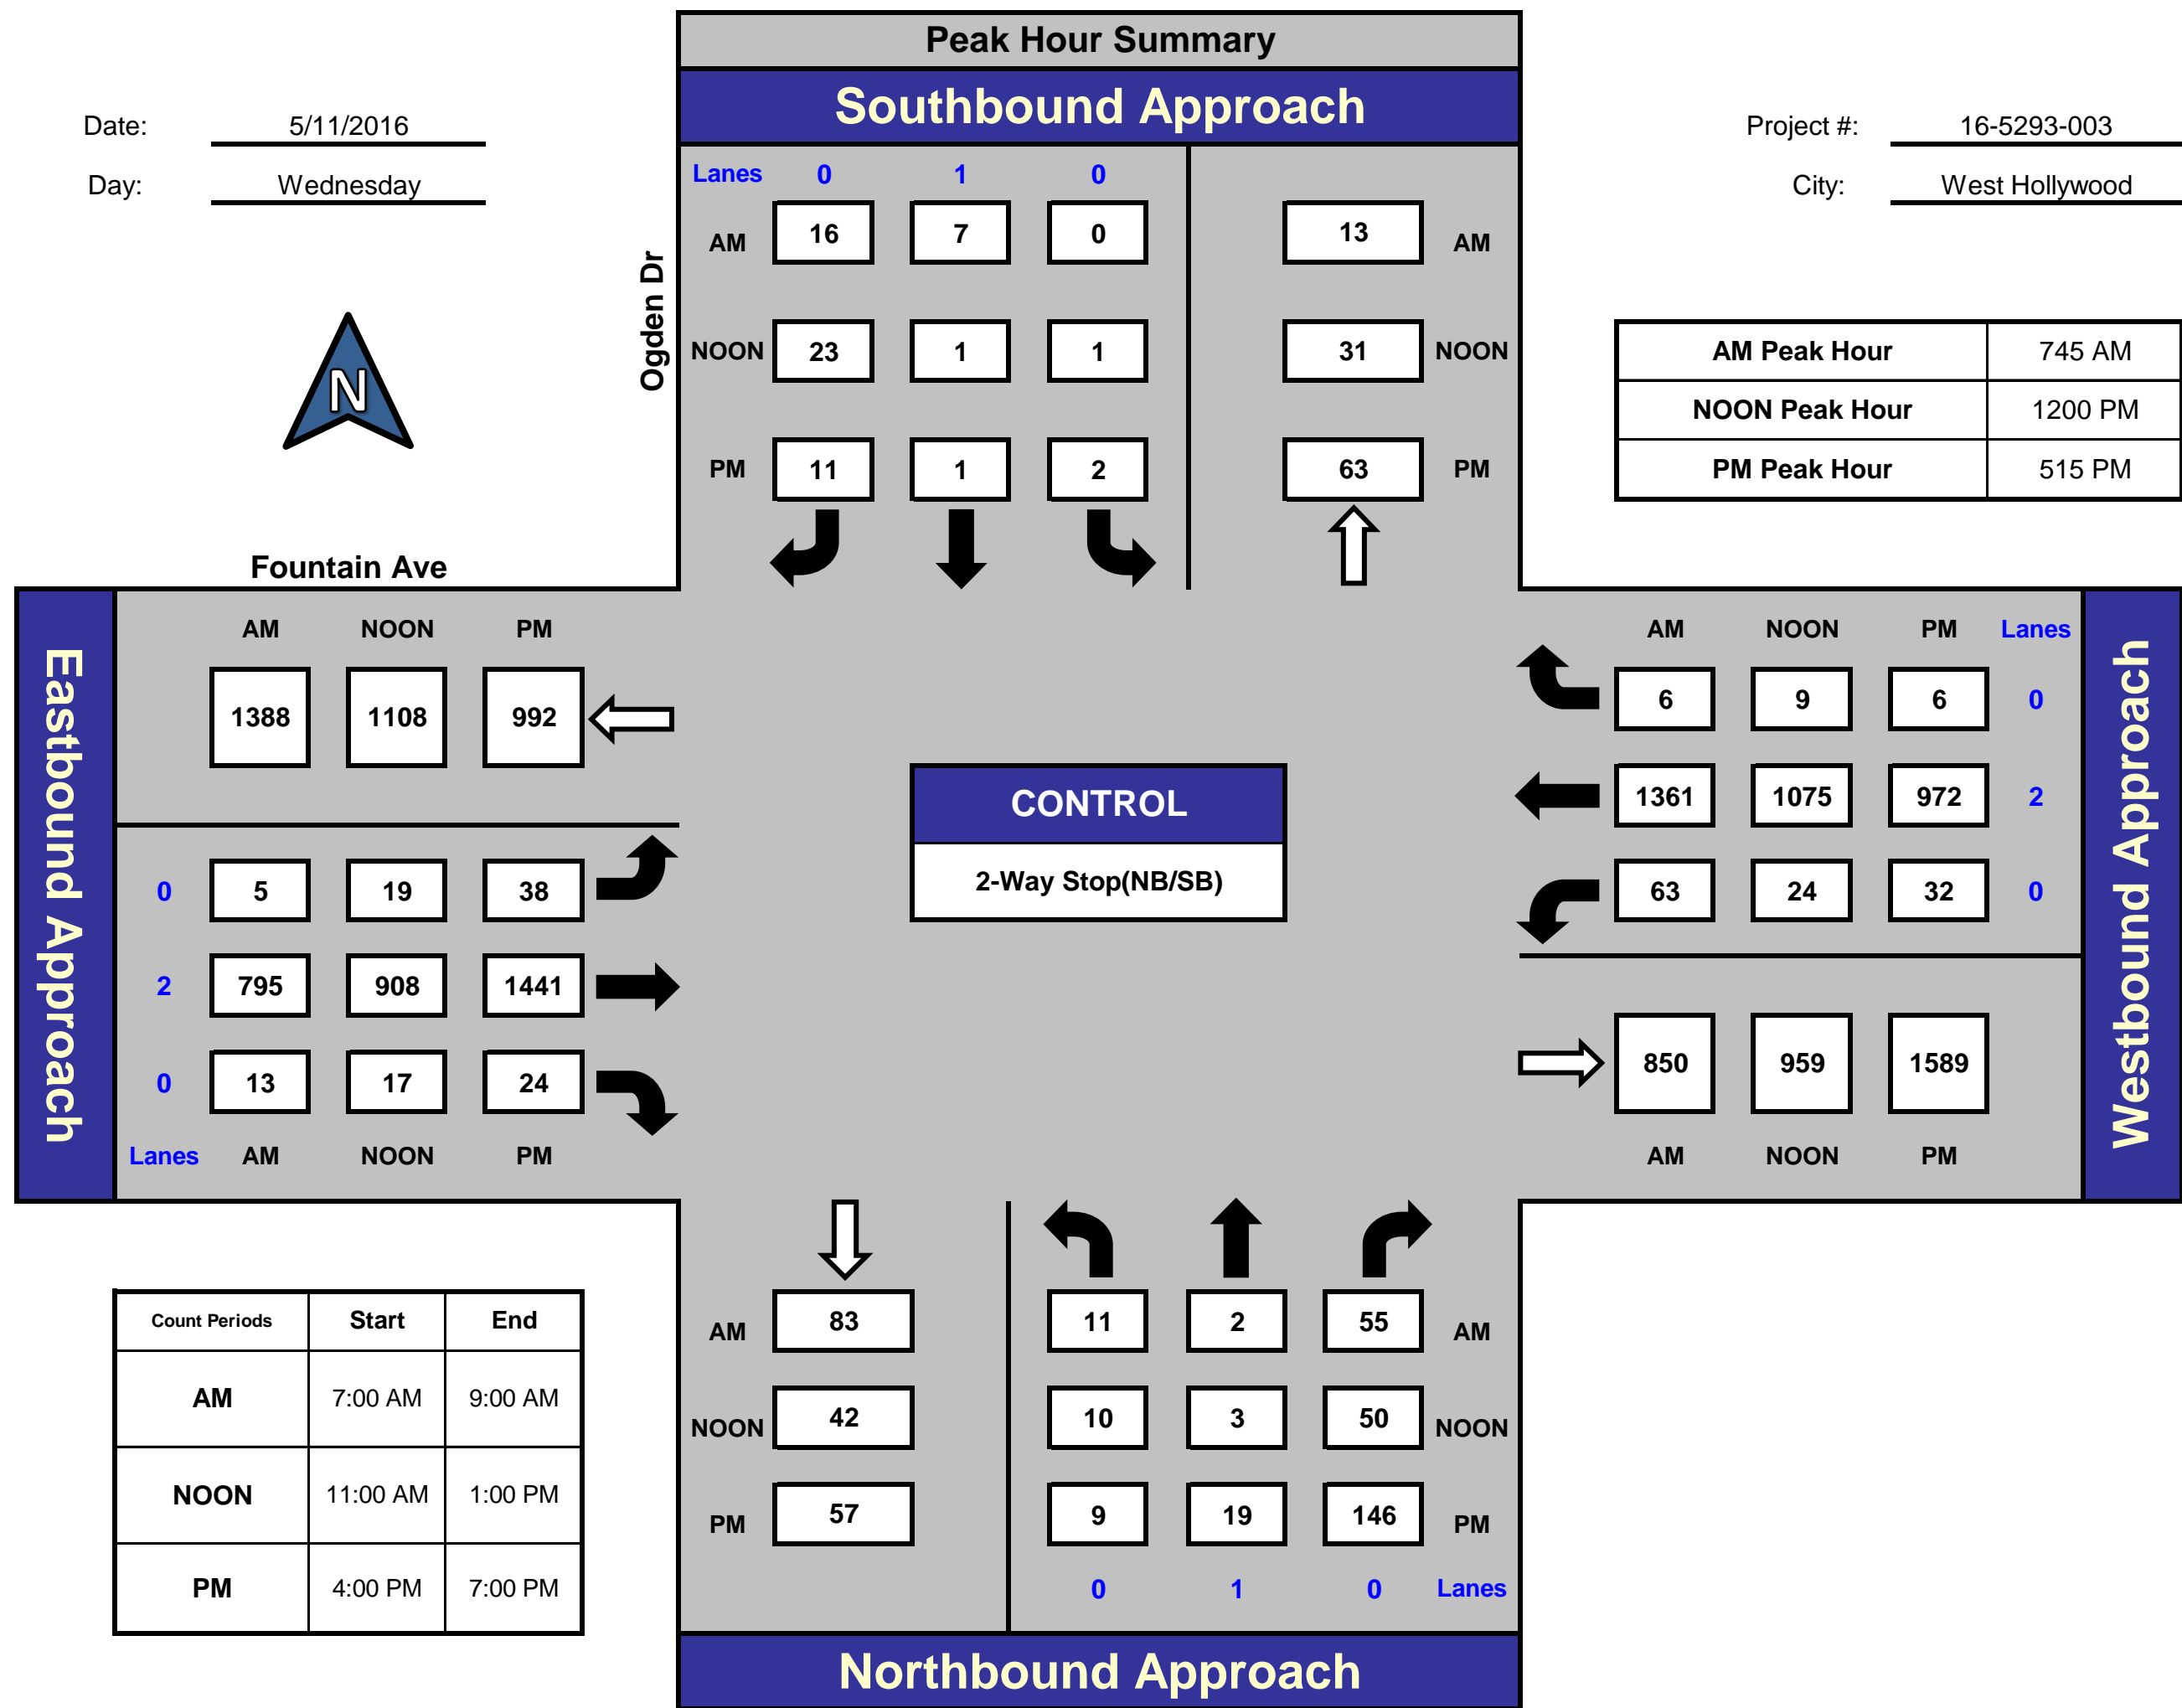 Peak Hour Summary
Southbound Approach
Date: 5/11/2016
Project #: 16-5293-003
Day: Wednesday
City: West Hollywood
Lanes 0 1 0
AM 16 7 0 13 AM
Ogden Dr
NOON 23 1 1 31 NOON
PM 11 1 2 63 PM
N
AM Peak Hour 745 AM
NOON Peak Hour 1200 PM
PM Peak Hour 515 PM
Fountain Ave
Eastbound Approach
AM NOON PM
1388 1108 992
0 5 19 38
2 795 908 1441
0 13 17 24
Lanes AM NOON PM
CONTROL
2-Way Stop(NB/SB)
AM NOON PM Lanes
6 9 6 0
1361 1075 972 2
63 24 32 0
850 959 1589
AM NOON PM
Westbound Approach
Count Periods Start End
AM 7:00 AM 9:00 AM
NOON 11:00 AM 1:00 PM
PM 4:00 PM 7:00 PM
AM 83 11 2 55 AM
NOON 42 10 3 50 NOON
PM 57 9 19 146 PM
0 1 0 Lanes
Northbound Approach